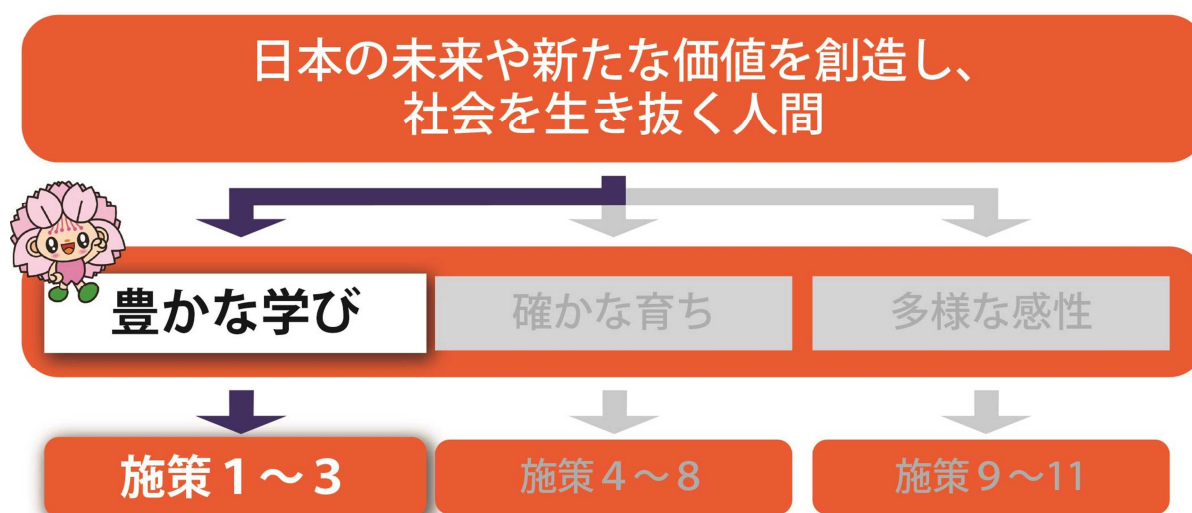 日本の未来や新たな価値を創造し、
社会を生き抜く人間
豊かな学び
確かな育ち
多様な感性
施策1~3
施策4~8
施策9~11